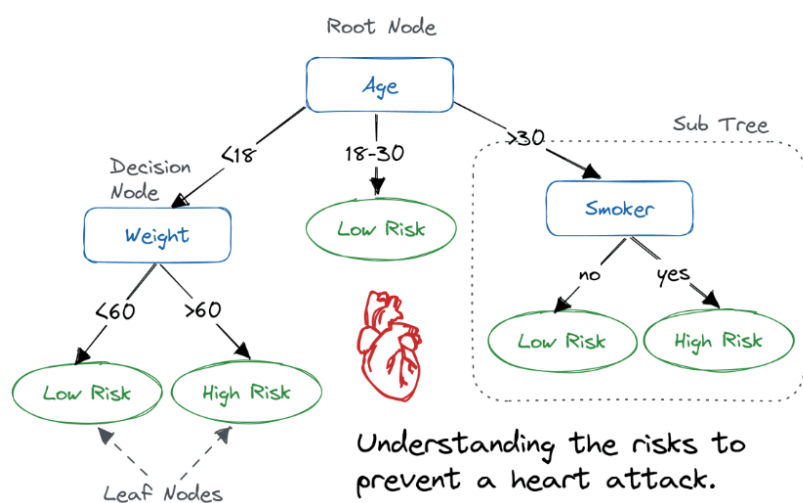 Root Node
Age
<18
18-30
>30
Sub Tree
Decision
Node
Weight
Low Risk
Smoker
<60
>60
no
yes
Low Risk
High Risk
Low Risk
High Risk
Leaf Nodes
Understanding the risks to
prevent a heart attack.